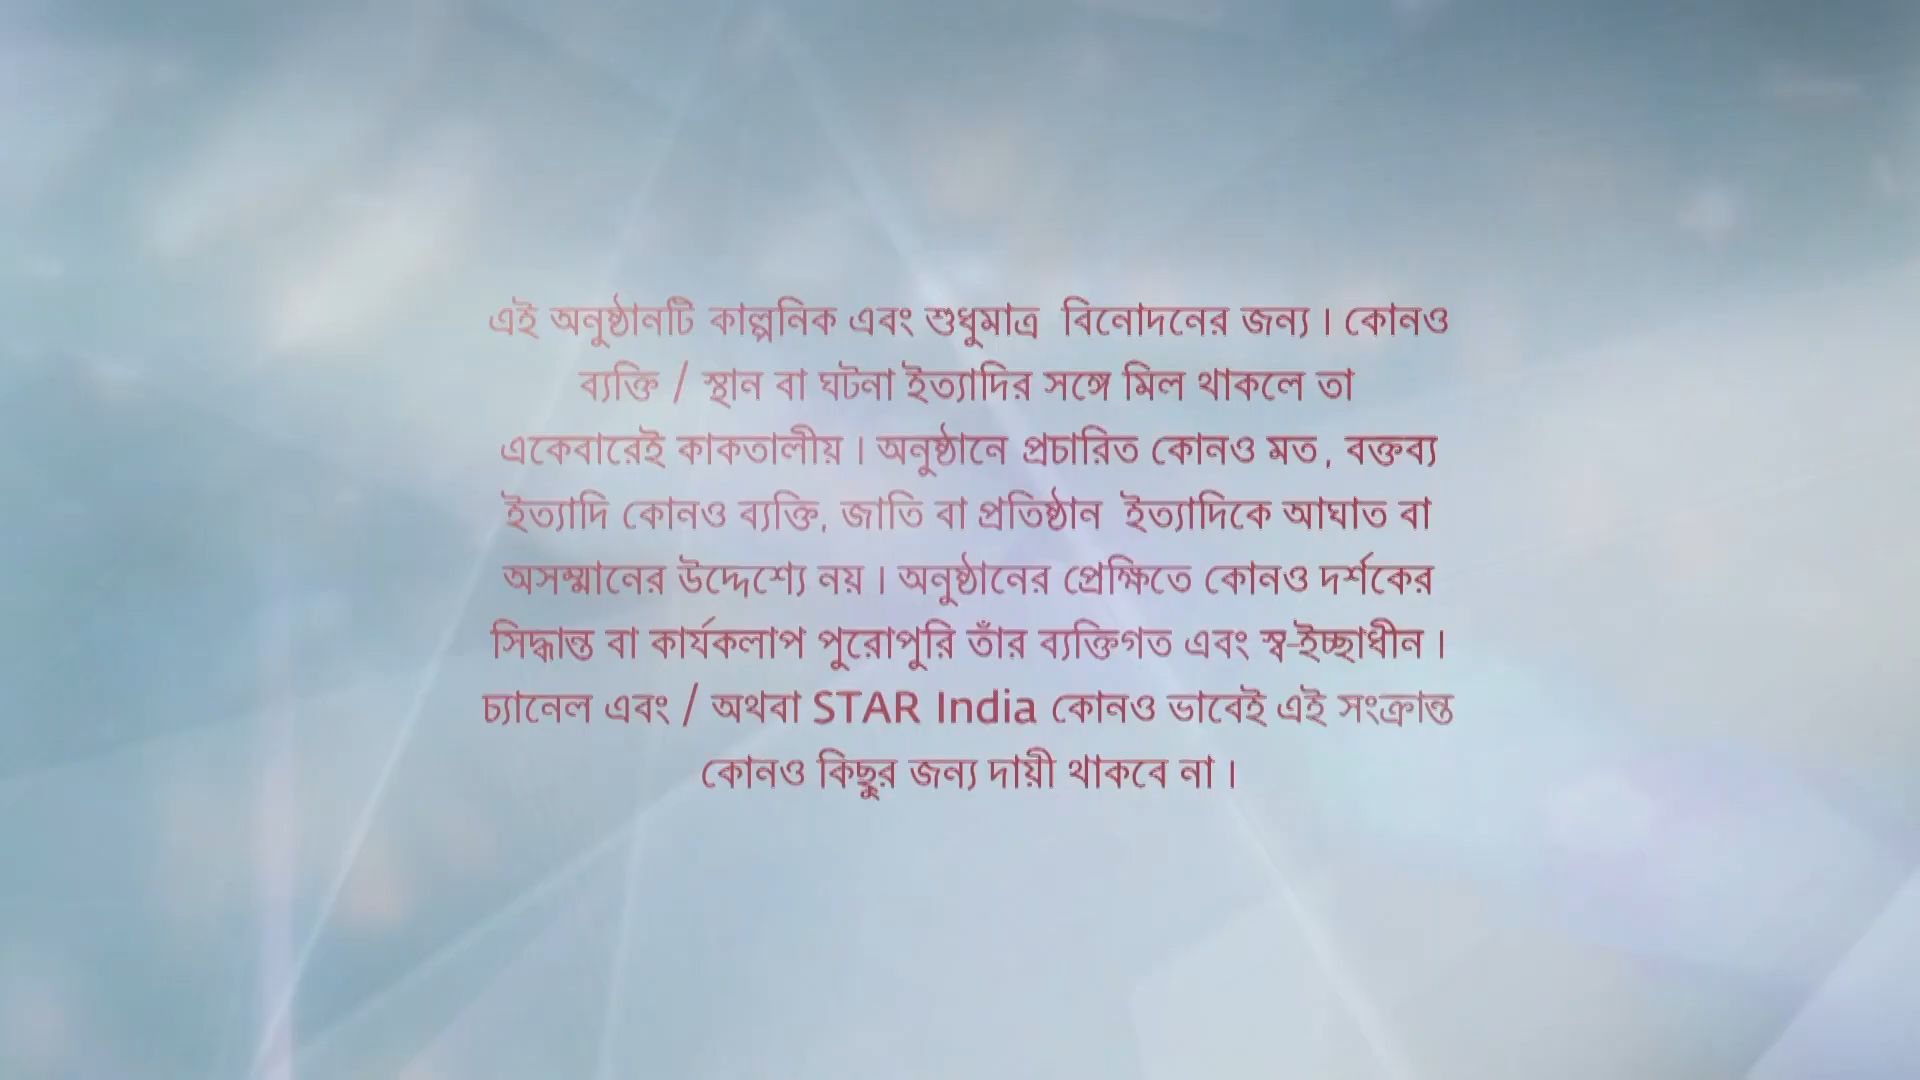 এই অনুষ্ঠানটি কাল্পনিক এবং শুধুমাত্র বিনোদনের জন্য । কোনও
ব্যক্তি / স্থান বা ঘটনা ইত্যাদির সঙ্গে মিল থাকলে তা
একেবারেই কাকতালীয় । অনুষ্ঠানে প্রচারিত কোনও মত, বক্তব্য
ইত্যাদি কোনও ব্যক্তি, জাতি বা প্রতিষ্ঠান ইত্যাদিকে আঘাত বা
অসম্মানের উদ্দেশ্যে নয় । অনুষ্ঠানের প্রেক্ষিতে কোনও দর্শকের
সিদ্ধান্ত বা কার্যকলাপ পুরোপুরি তাঁর ব্যক্তিগত এবং স্ব-ইচ্ছাধীন ।
চ্যানেল এবং / অথবা STAR India কোনও ভাবেই এই সংক্রান্ত
কোনও কিছুর জন্য দায়ী থাকবে না ।